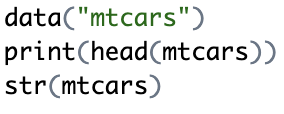 data("mtcars")
print(head(mtcars))
str(mtcars)